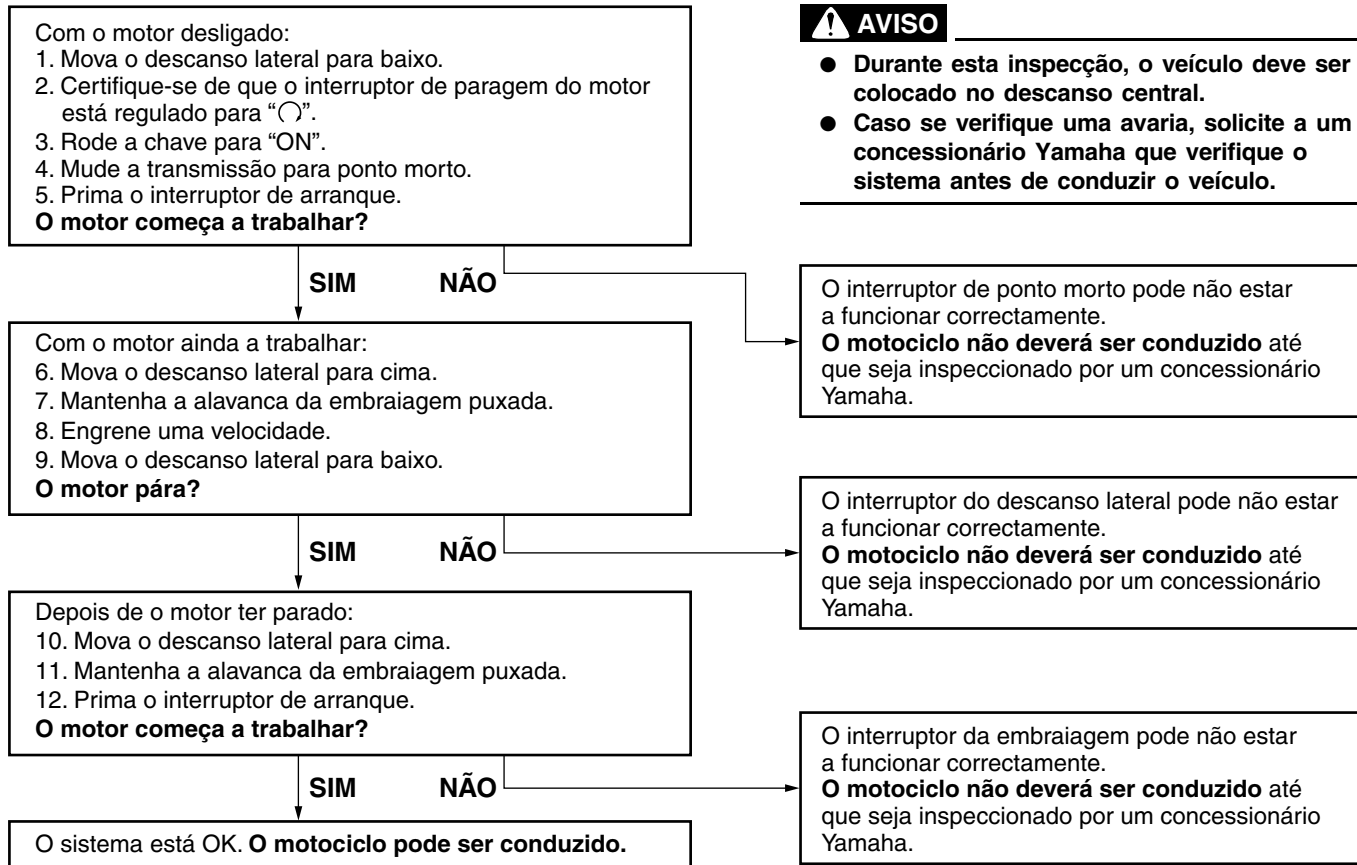 Com o motor desligado:
1. Mova o descanso lateral para baixo.
2. Certifique-se de que o interruptor de paragem do motor
está regulado para “ ”.
3. Rode a chave para “ON”.
4. Mude a transmissão para ponto morto.
5. Prima o interruptor de arranque.
O motor começa a trabalhar?
AVISO
● Durante esta inspecção, o veículo deve ser
colocado no descanso central.
● Caso se verifique uma avaria, solicite a um
concessionário Yamaha que verifique o
sistema antes de conduzir o veículo.
SIM NÃO
O interruptor de ponto morto pode não estar
a funcionar correctamente.
O motociclo não deverá ser conduzido até
que seja inspeccionado por um concessionário
Yamaha.
Com o motor ainda a trabalhar:
6. Mova o descanso lateral para cima.
7. Mantenha a alavanca da embraiagem puxada.
8. Engrene uma velocidade.
9. Mova o descanso lateral para baixo.
O motor pára?
SIM NÃO
O interruptor do descanso lateral pode não estar
a funcionar correctamente.
O motociclo não deverá ser conduzido até
que seja inspeccionado por um concessionário
Yamaha.
Depois de o motor ter parado:
10. Mova o descanso lateral para cima.
11. Mantenha a alavanca da embraiagem puxada.
12. Prima o interruptor de arranque.
O motor começa a trabalhar?
SIM NÃO
O interruptor da embraiagem pode não estar
a funcionar correctamente.
O motociclo não deverá ser conduzido até
que seja inspeccionado por um concessionário
Yamaha.
O sistema está OK. O motociclo pode ser conduzido.